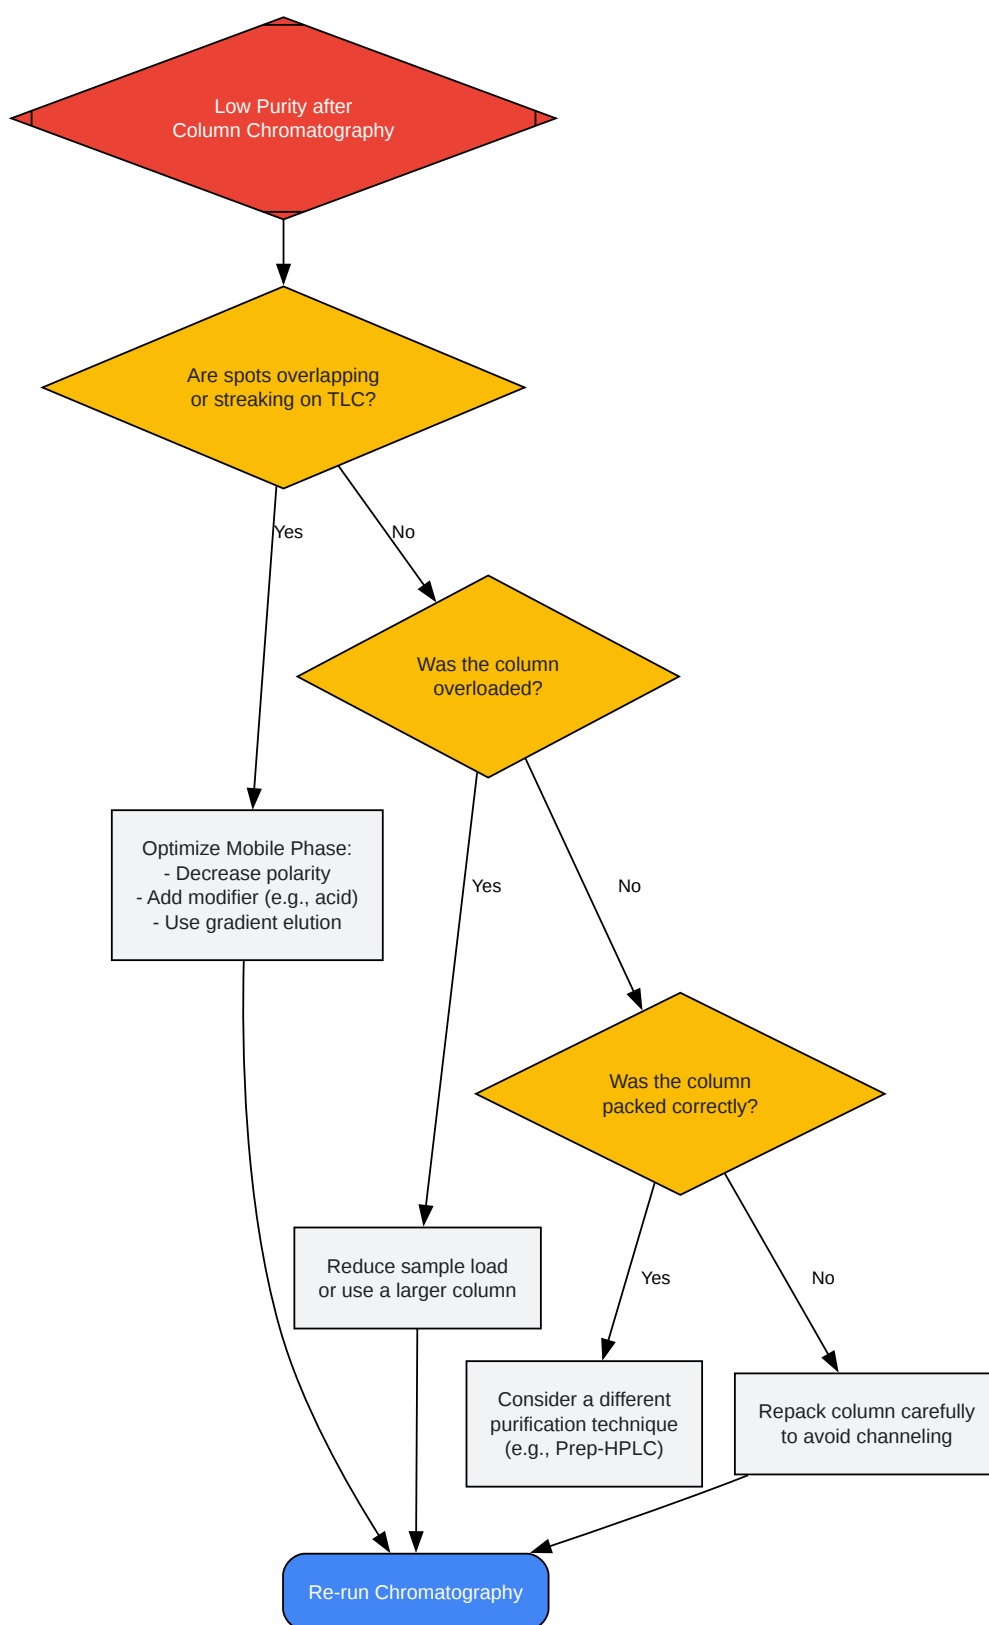 Low Purity after
Column Chromatography
Are spots overlapping
or streaking on TLC?
Yes
No
Was the column
overloaded?
Optimize Mobile Phase:
- Decrease polarity
- Add modifier (e.g., acid)
- Use gradient elution
Yes
No
Was the column
packed correctly?
Reduce sample load
or use a larger column
Yes
No
Consider a different
purification technique
(e.g., Prep-HPLC)
Repack column carefully
to avoid channeling
Re-run Chromatography